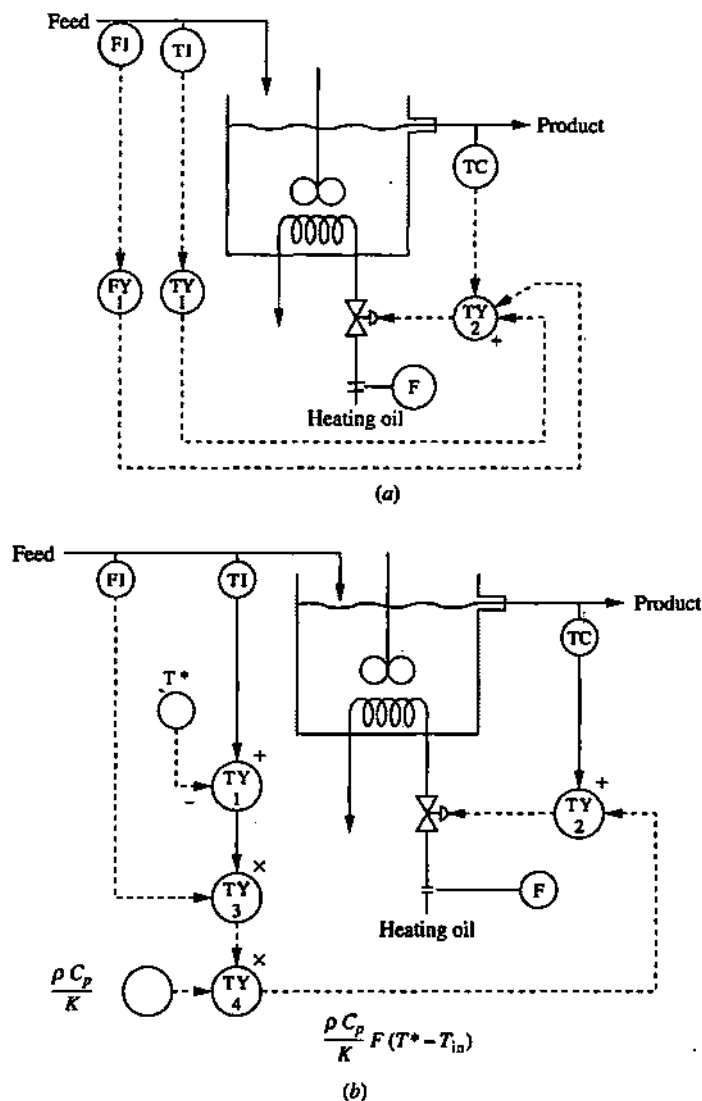 Feed
FI
TI
Product
TC
FY
1
TY
1
TY
2
+
F
Heating oil
(a)
Feed
FI
TI
Product
TC
T*
+
TY
1
−
+
TY
2
×
TY
3
F
Heating oil
×
ρ C_p
K
TY
4
ρ C_p
K
F (T* − T_in)
(b)